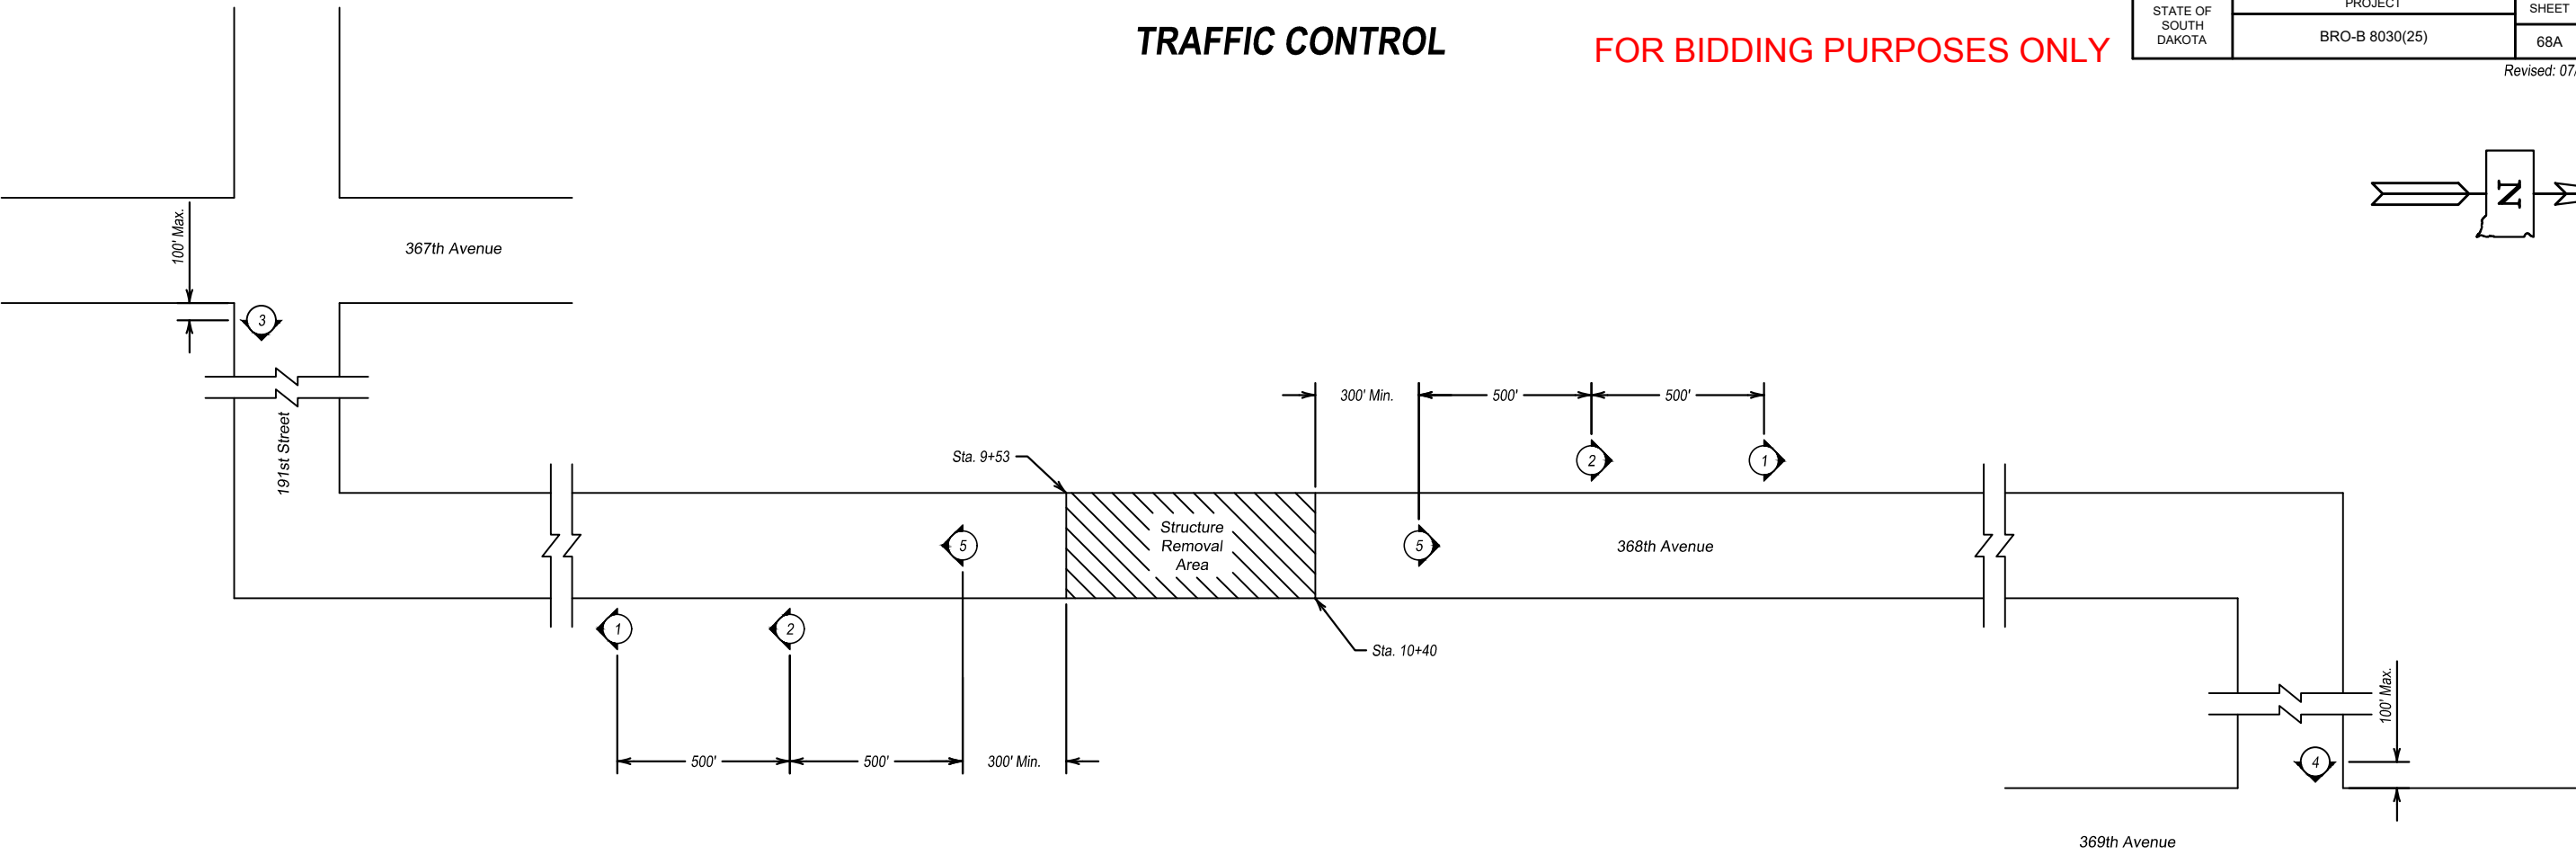 TRAFFIC CONTROL
FOR BIDDING PURPOSES ONLY
STATE OF
SOUTH
DAKOTA
PROJECT
BRO-B 8030(25)
SHEET
68A
Revised: 07/
N
100' Max.
367th Avenue
3
191st Street
300' Min.
500'
500'
Sta. 9+53
2
1
Structure
Removal
Area
5
5
368th Avenue
1
2
Sta. 10+40
500'
500'
300' Min.
100' Max.
4
369th Avenue